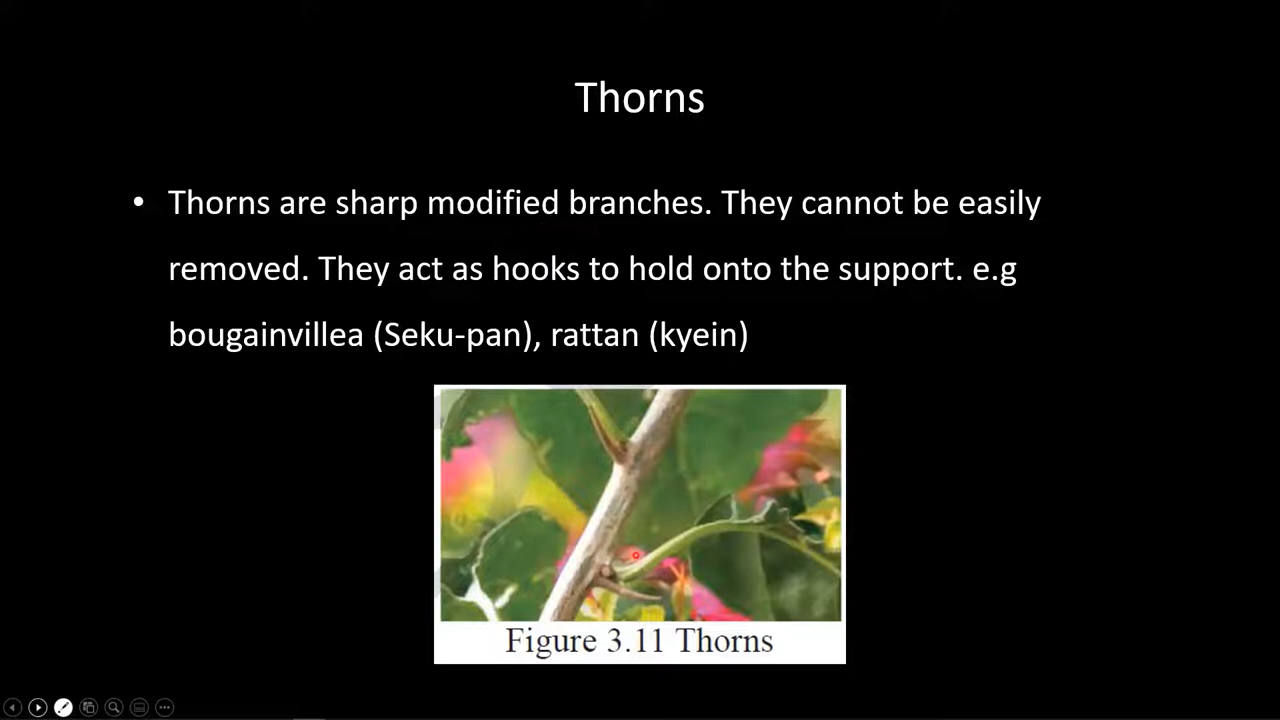 Thorns
• Thorns are sharp modified branches. They cannot be easily
removed. They act as hooks to hold onto the support. e.g
bougainvillea (Seku-pan), rattan (kyein)
Figure 3.11 Thorns